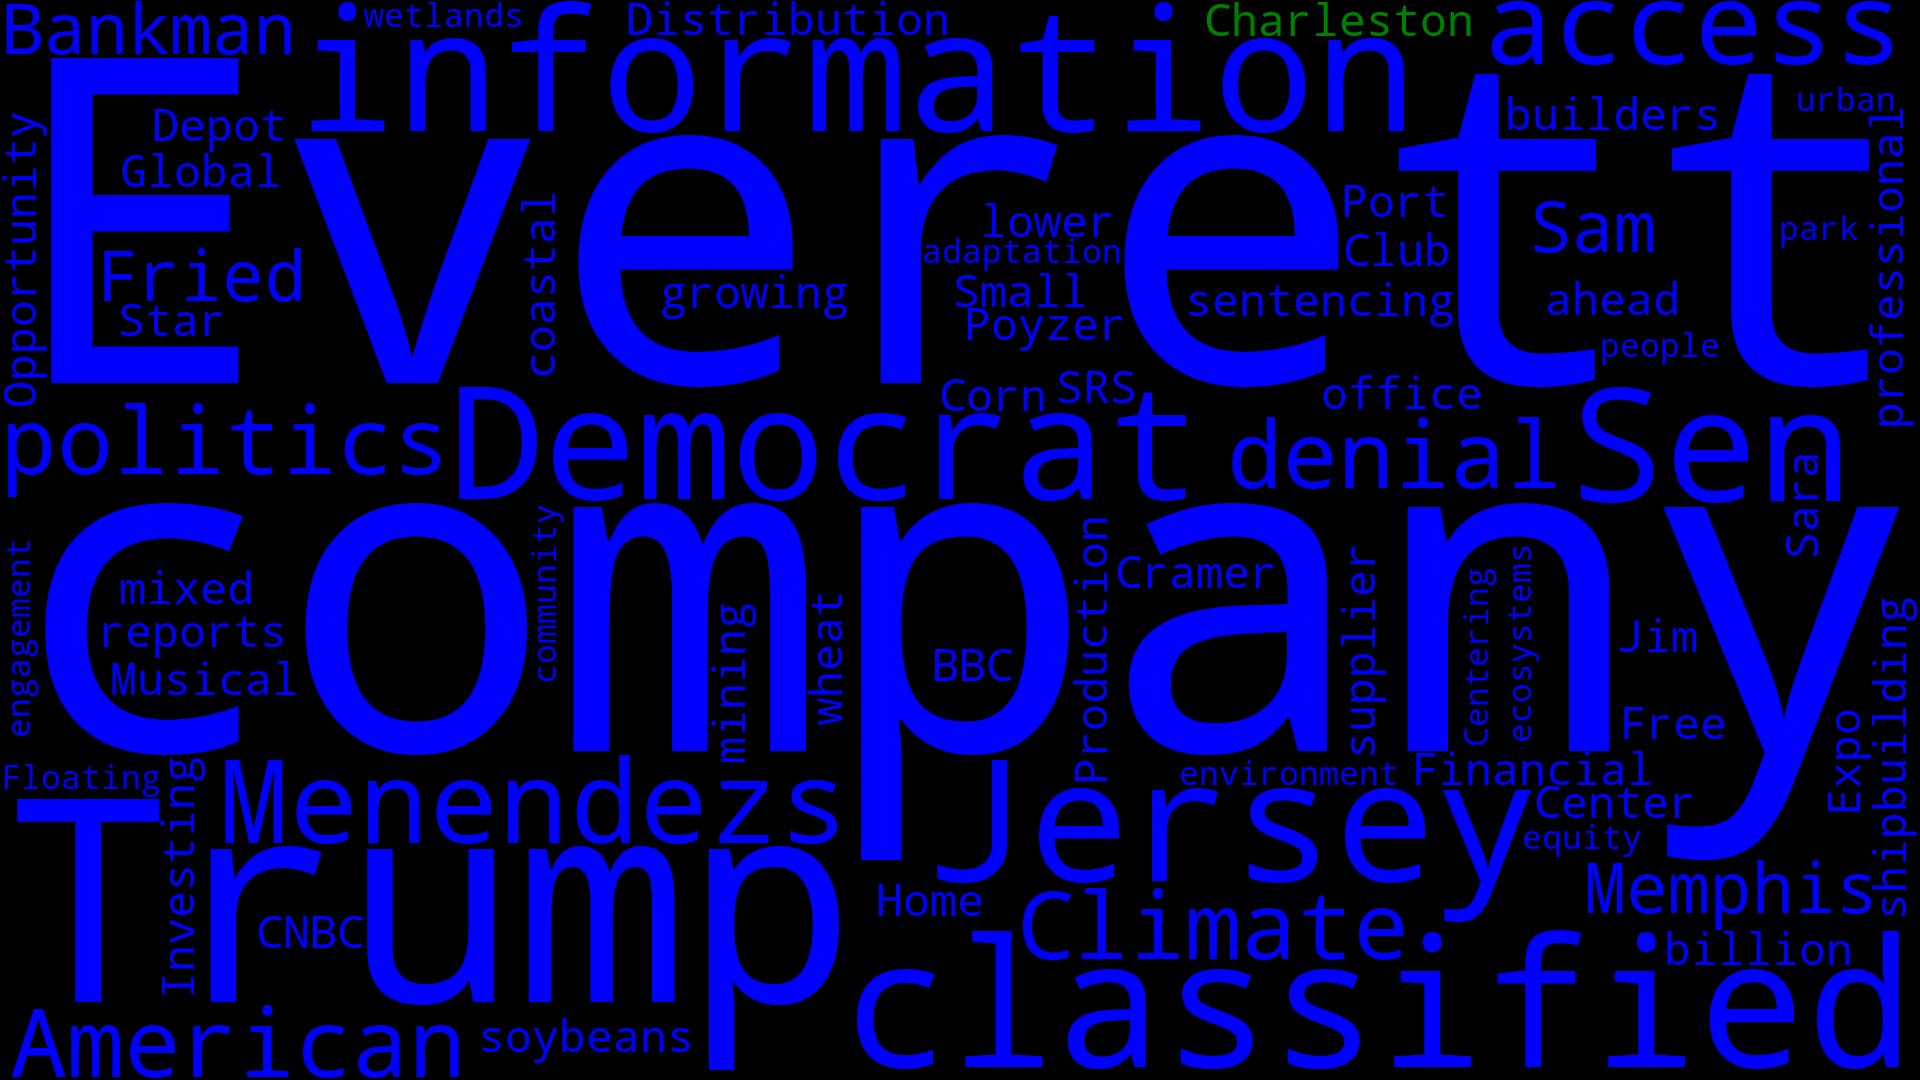 Bankman
wetlands
information
Distribution
Charleston
access
Everett
Depot
Global
Opportunity
Fried
Star
coastal
growing
lower
adaptation
Small
Poyzer
builders
urban
Port
Club
Sam
park
professional
sentencing
ahead
people
politics
Democrat
Corn
SRS
office
denial
Sen
Sara
company
engagement
mixed
reports
Musical
community
mining
wheat
BBC
Production
Cramer
supplier
Centering
ecosystems
Jim
Free
Expo
shipbuilding
Floating
Investing
Menendezs
Jersey
environment
Financial
Center
equity
Trump
CNBC
Home
Climate
Memphis
billion
classified
American
soybeans